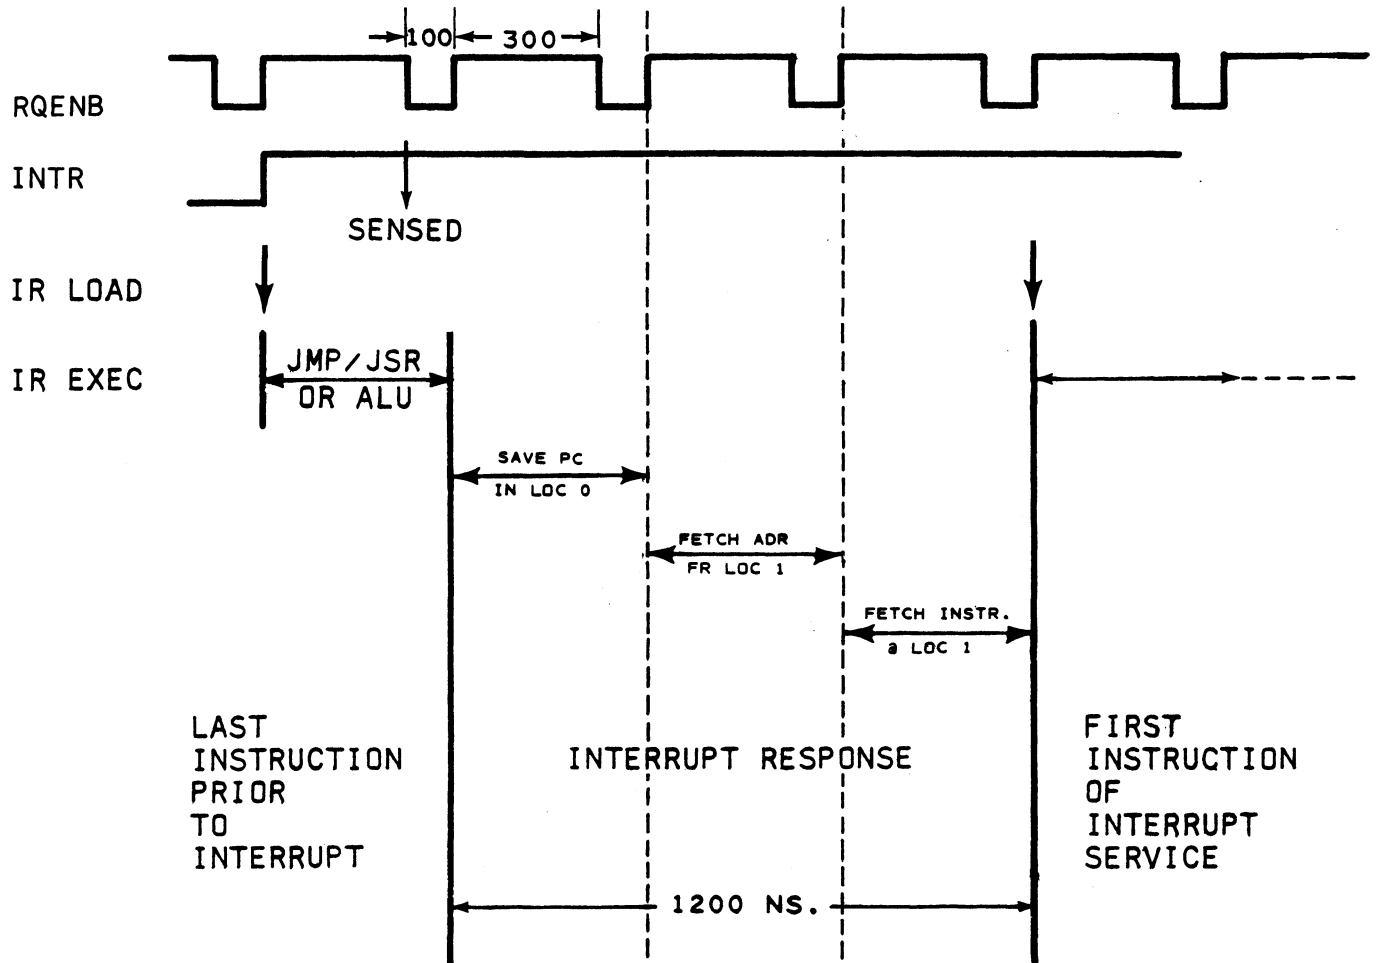 100 300
RQENB
INTR
SENSED
IR LOAD
IR EXEC
JMP/JSR
OR ALU
SAVE PC
IN LOC 0
FETCH ADR
FR LOC 1
FETCH INSTR.
@ LOC 1
LAST
INSTRUCTION
PRIOR
TO
INTERRUPT
INTERRUPT RESPONSE
FIRST
INSTRUCTION
OF
INTERRUPT
SERVICE
1200 NS.